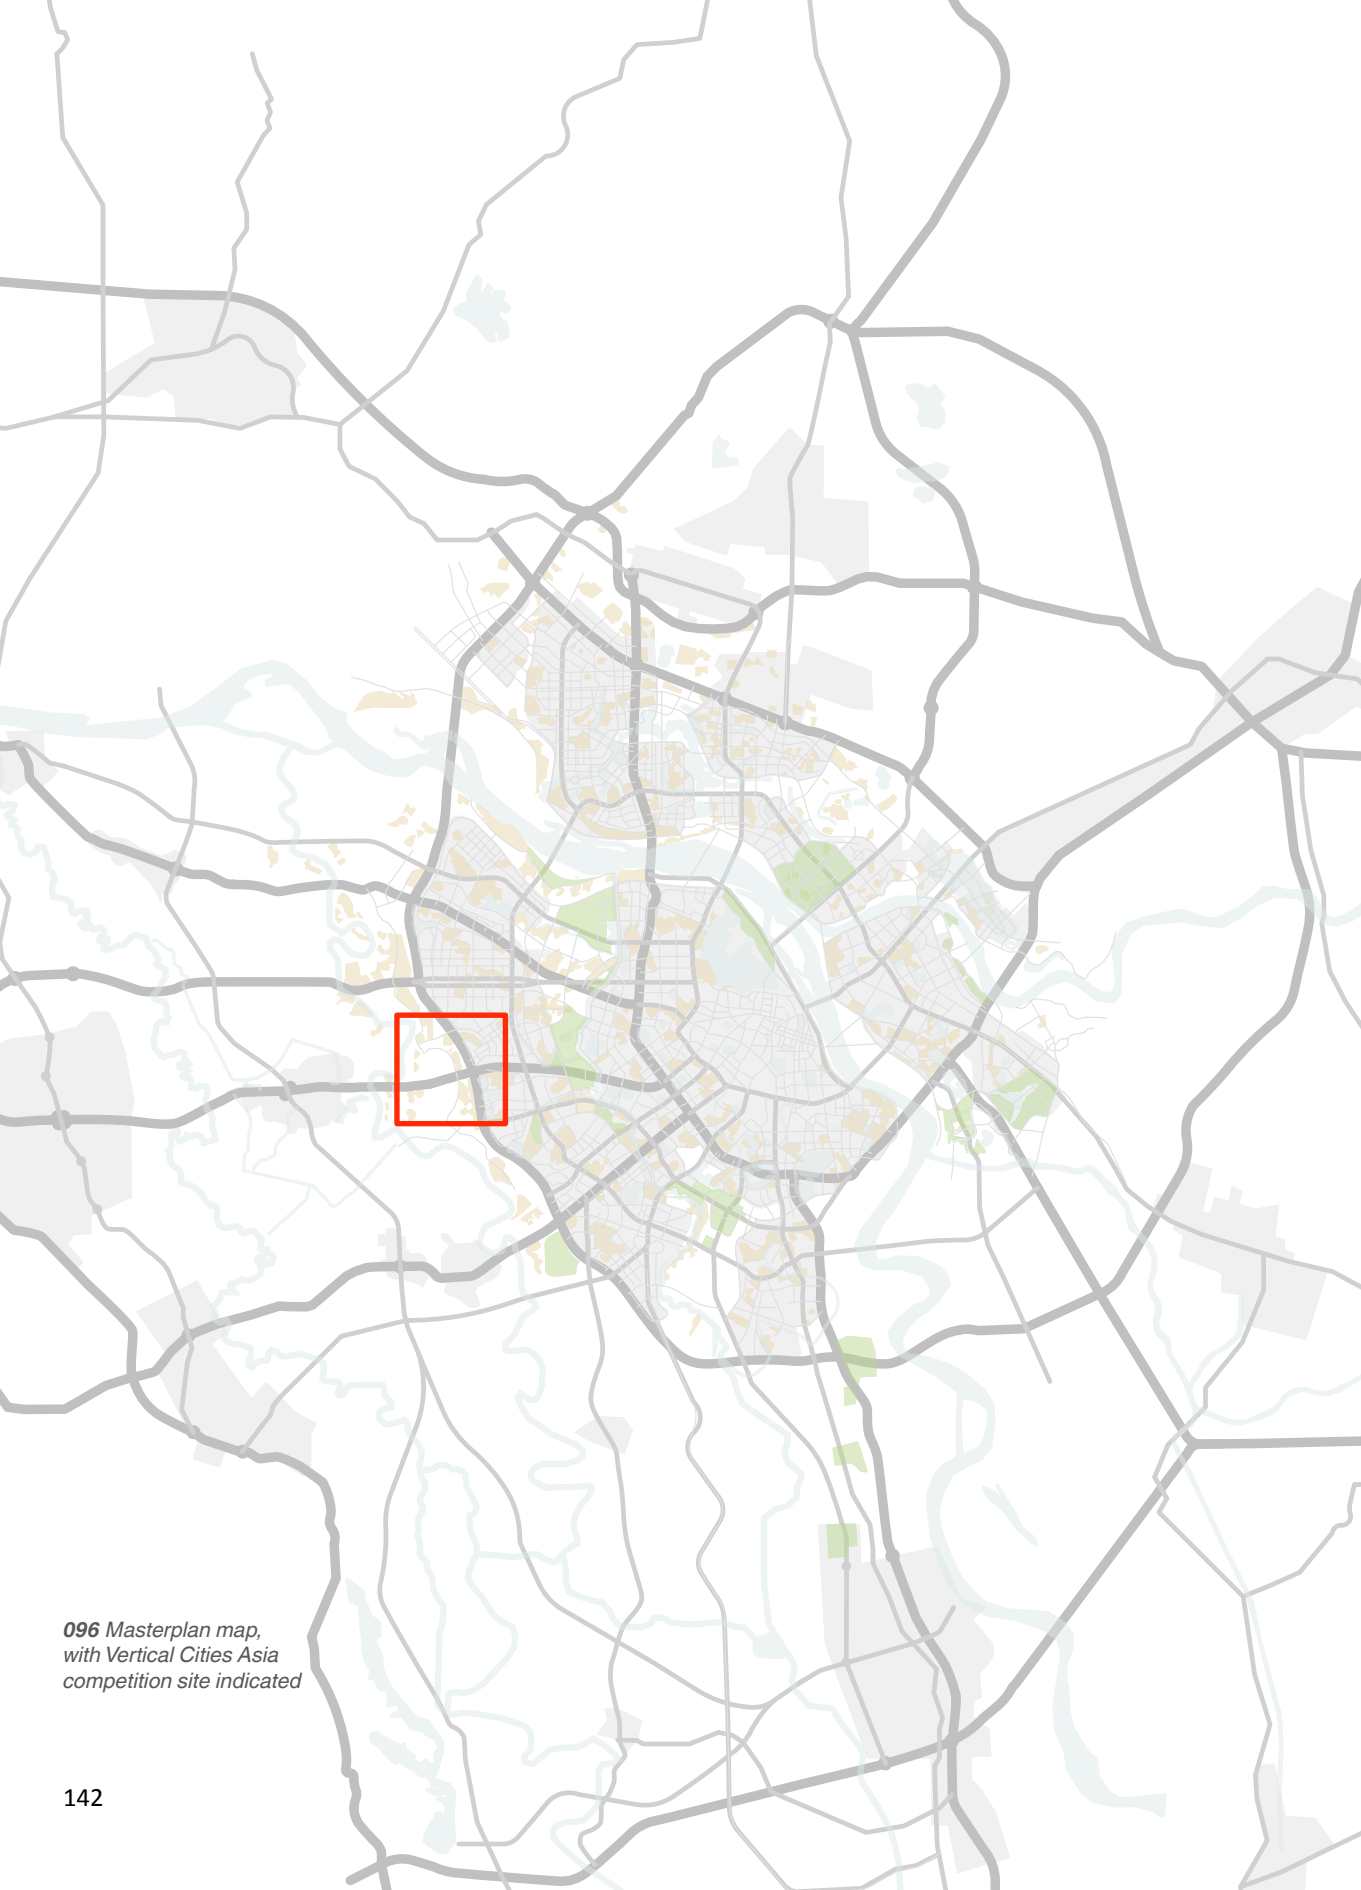 096 Masterplan map,
with Vertical Cities Asia
competition site indicated
142